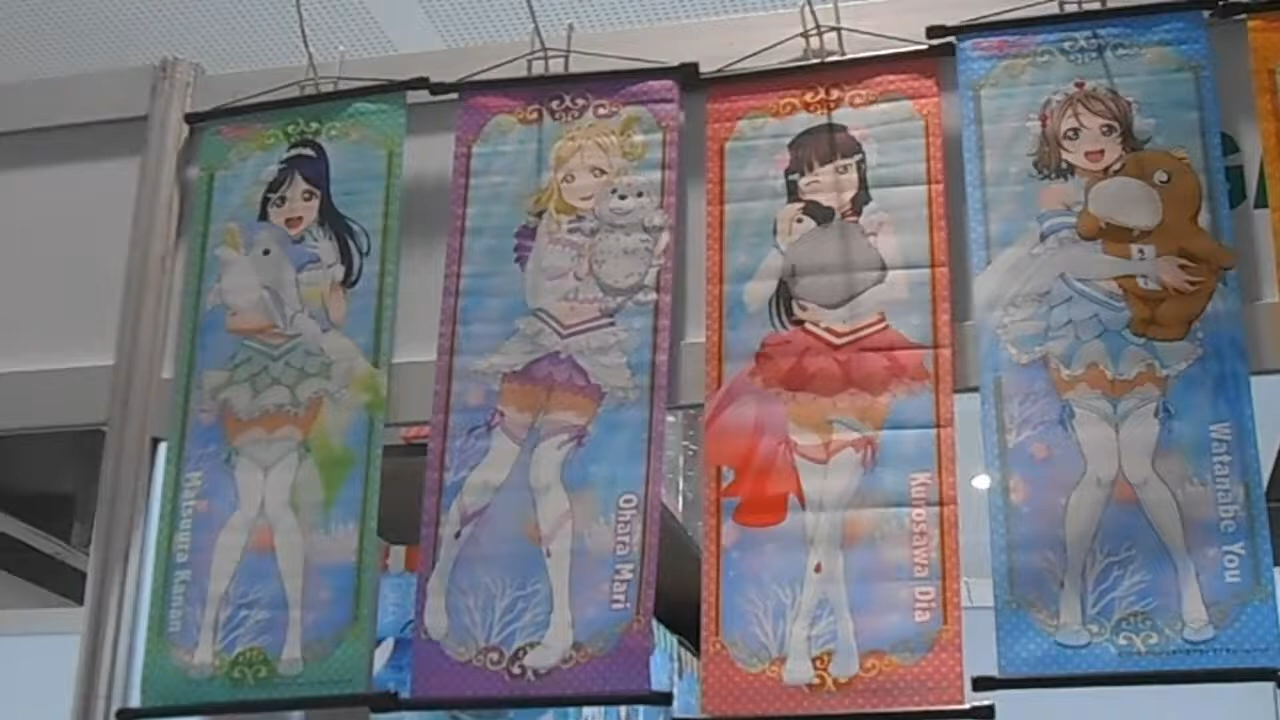 Matsuura Kanan
Ohara Mari
Kurosawa Dia
Watanabe You